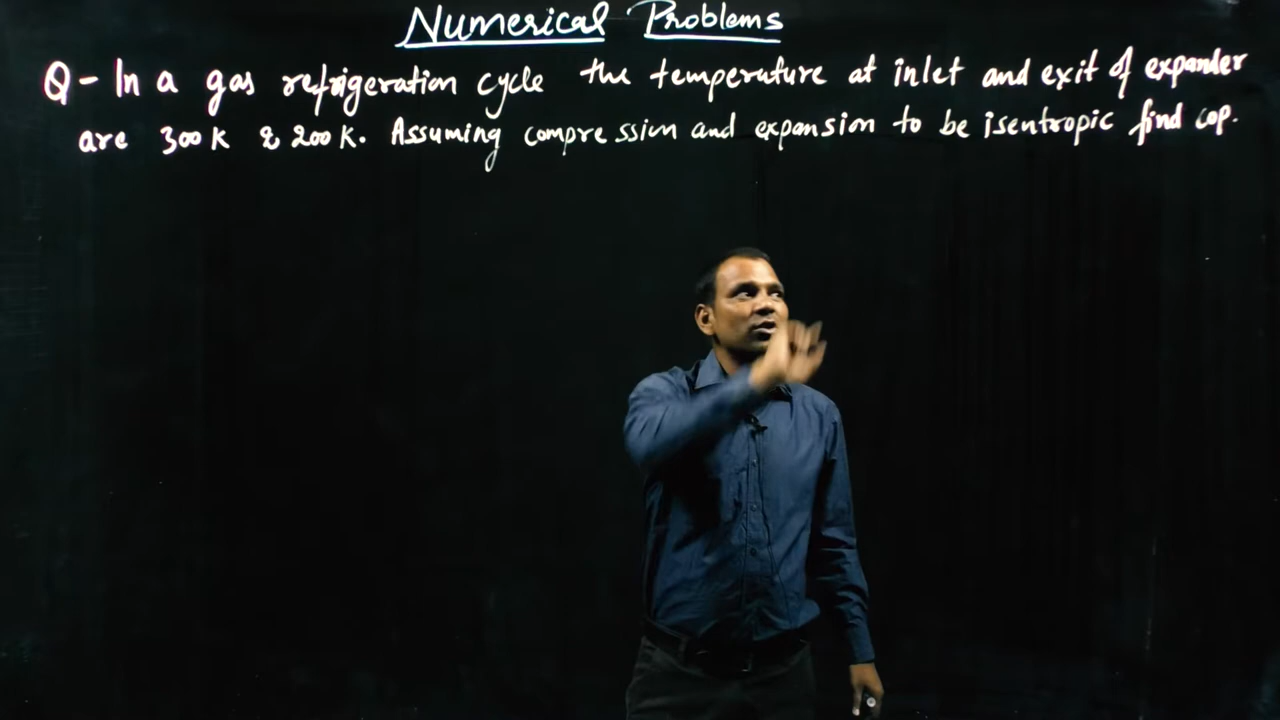 Numerical Problems
Q- In a gas refrigeration cycle the temperature at inlet and exit of expander
are 300 K & 200 K. Assuming compression and expansion to be isentropic find cop.